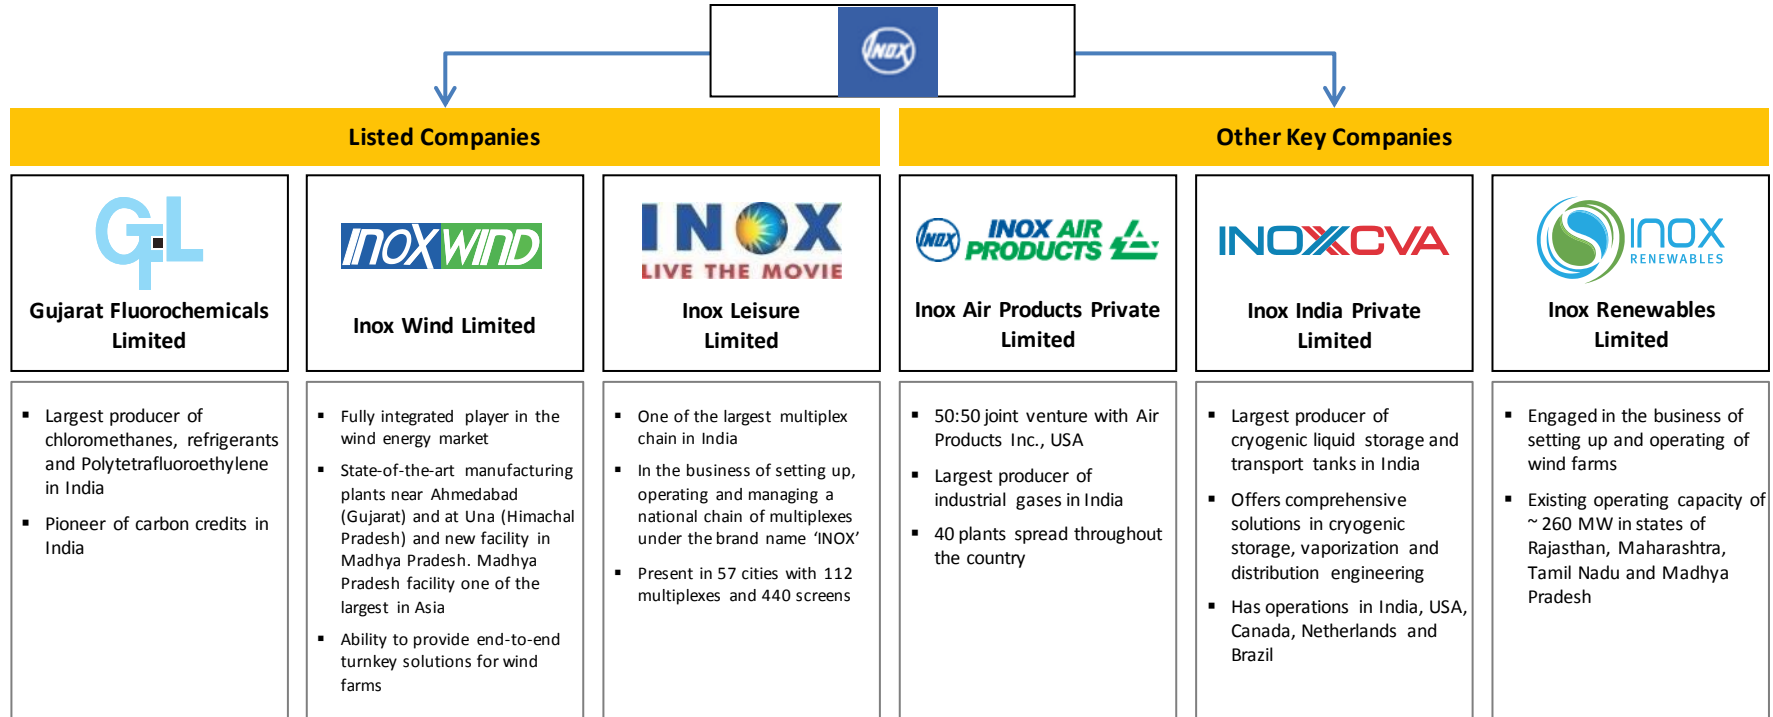 INOX
Listed Companies
Other Key Companies
GFL
Gujarat Fluorochemicals
Limited
INOXWIND
Inox Wind Limited
INOX
LIVE THE MOVIE
Inox Leisure
Limited
INOX
INOX AIR
PRODUCTS
Inox Air Products Private
Limited
INOXCVA
Inox India Private
Limited
INOX
RENEWABLES
Inox Renewables
Limited
▪ Largest producer of
chloromethanes, refrigerants
and Polytetrafluoroethylene
in India
▪ Pioneer of carbon credits in
India
▪ Fully integrated player in the
wind energy market
▪ State-of-the-art manufacturing
plants near Ahmedabad
(Gujarat) and at Una (Himachal
Pradesh) and new facility in
Madhya Pradesh. Madhya
Pradesh facility one of the
largest in Asia
▪ Ability to provide end-to-end
turnkey solutions for wind
farms
▪ One of the largest multiplex
chain in India
▪ In the business of setting up,
operating and managing a
national chain of multiplexes
under the brand name ‘INOX’
▪ Present in 57 cities with 112
multiplexes and 440 screens
▪ 50:50 joint venture with Air
Products Inc., USA
▪ Largest producer of
industrial gases in India
▪ 40 plants spread throughout
the country
▪ Largest producer of
cryogenic liquid storage and
transport tanks in India
▪ Offers comprehensive
solutions in cryogenic
storage, vaporization and
distribution engineering
▪ Has operations in India, USA,
Canada, Netherlands and
Brazil
▪ Engaged in the business of
setting up and operating of
wind farms
▪ Existing operating capacity of
~ 260 MW in states of
Rajasthan, Maharashtra,
Tamil Nadu and Madhya
Pradesh